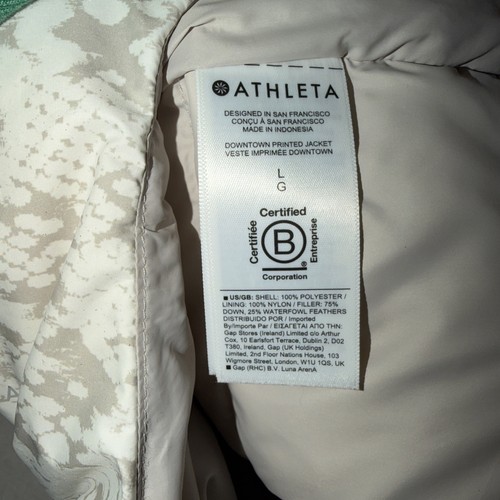 ATHLETA
DESIGNED IN SAN FRANCISCO
CONÇU À SAN FRANCISCO
MADE IN INDONESIA
DOWNTOWN PRINTED JACKET
VESTE IMPRIMÉE DOWNTOWN
L
G
Certified
Certifiée
B
Entreprise
®
Corporation
■ US/GB: SHELL: 100% POLYESTER /
LINING: 100% NYLON / FILLER: 75%
DOWN, 25% WATERFOWL FEATHERS
DISTRIBUIDO POR / Imported
By/Importe Par / ΕΙΣΑΓΕΤΑΙ ΑΠΟ ΤΗΝ:
Gap Stores (Ireland) Limited c/o Arthur
Cox, 10 Earlsfort Terrace, Dublin 2, D02
T380, Ireland, Gap (UK Holdings)
Limited, 2nd Floor Nations House, 103
Wigmore Street, London, W1U 1QS, UK
■ Gap (RHC) B.V. Luna ArenA